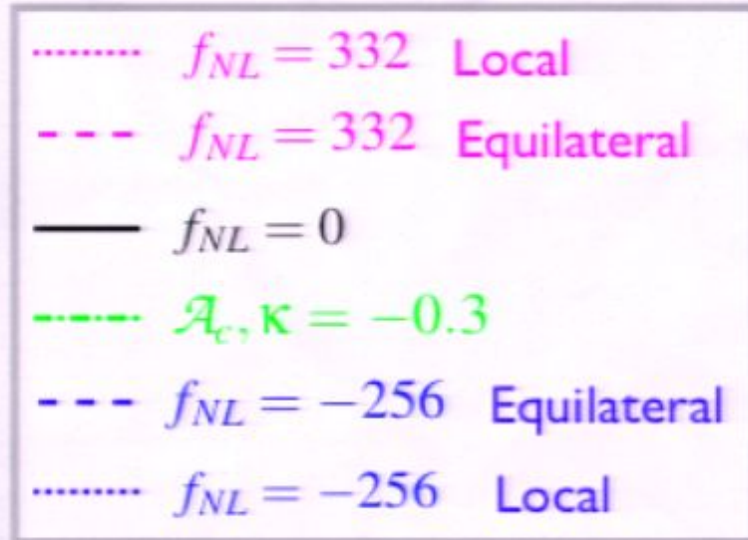 f_NL = 332 Local
f_NL = 332 Equilateral
f_NL = 0
𝒜_c, κ = −0.3
f_NL = −256 Equilateral
f_NL = −256 Local